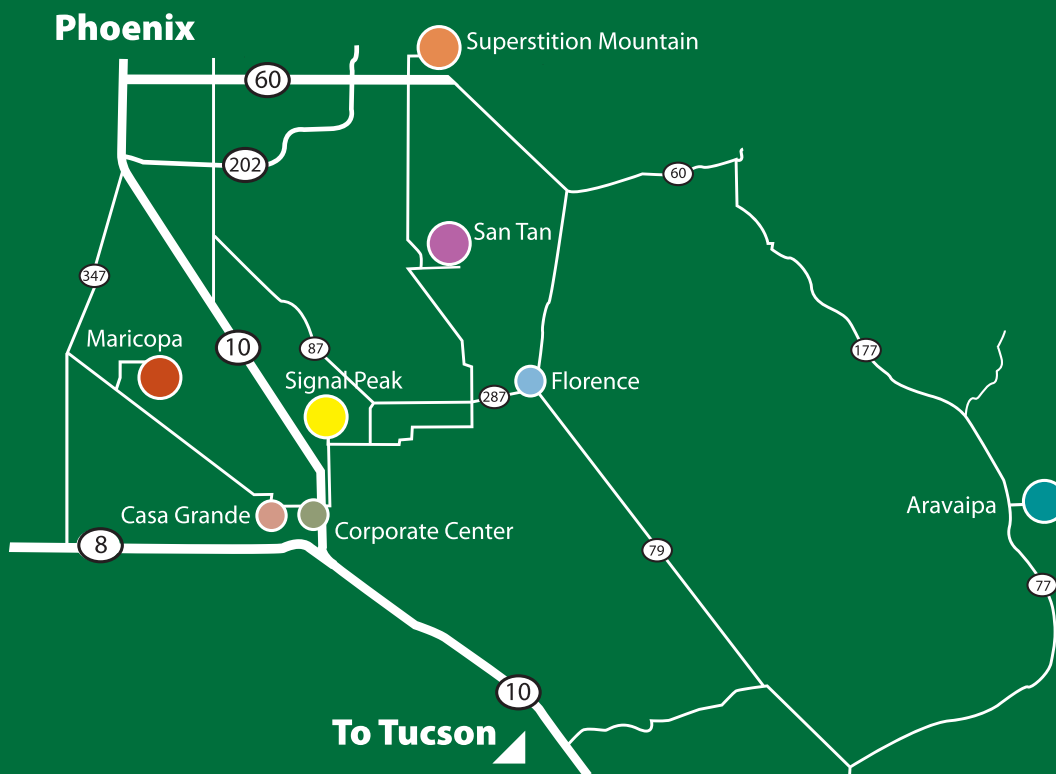 Phoenix
Superstition Mountain
60
202
60
San Tan
347
Maricopa
10
87
177
Signal Peak
287
Florence
Casa Grande
Corporate Center
Aravaipa
8
79
77
10
To Tucson